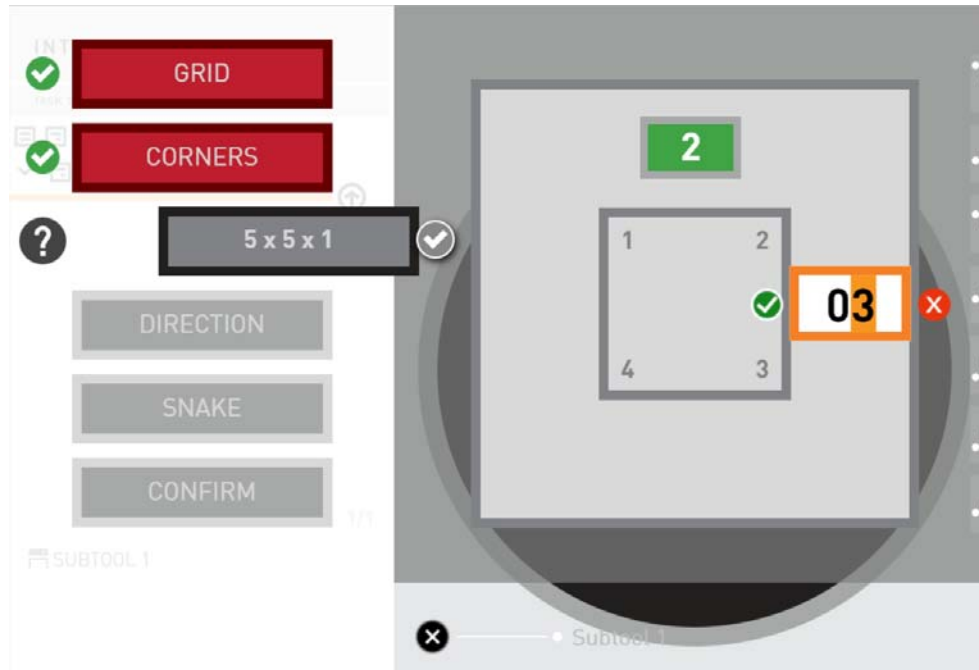 INT
GRID
CORNERS
?
5 x 5 x 1
DIRECTION
SNAKE
CONFIRM
1/1
SUBTOOL 1
2
1 2
03
4 3
Subtool 1